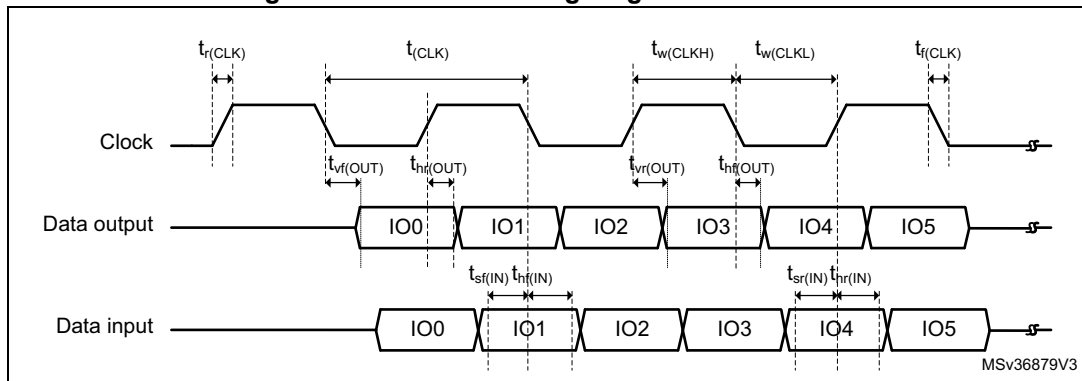 t_r(CLK) t_(CLK) t_w(CLKH) t_w(CLKL) t_f(CLK)
Clock
t_vf(OUT) t_hr(OUT) t_vr(OUT) t_hf(OUT)
Data output IO0 IO1 IO2 IO3 IO4 IO5
t_sf(IN) t_hf(IN) t_sr(IN) t_hr(IN)
Data input IO0 IO1 IO2 IO3 IO4 IO5
MSv36879V3